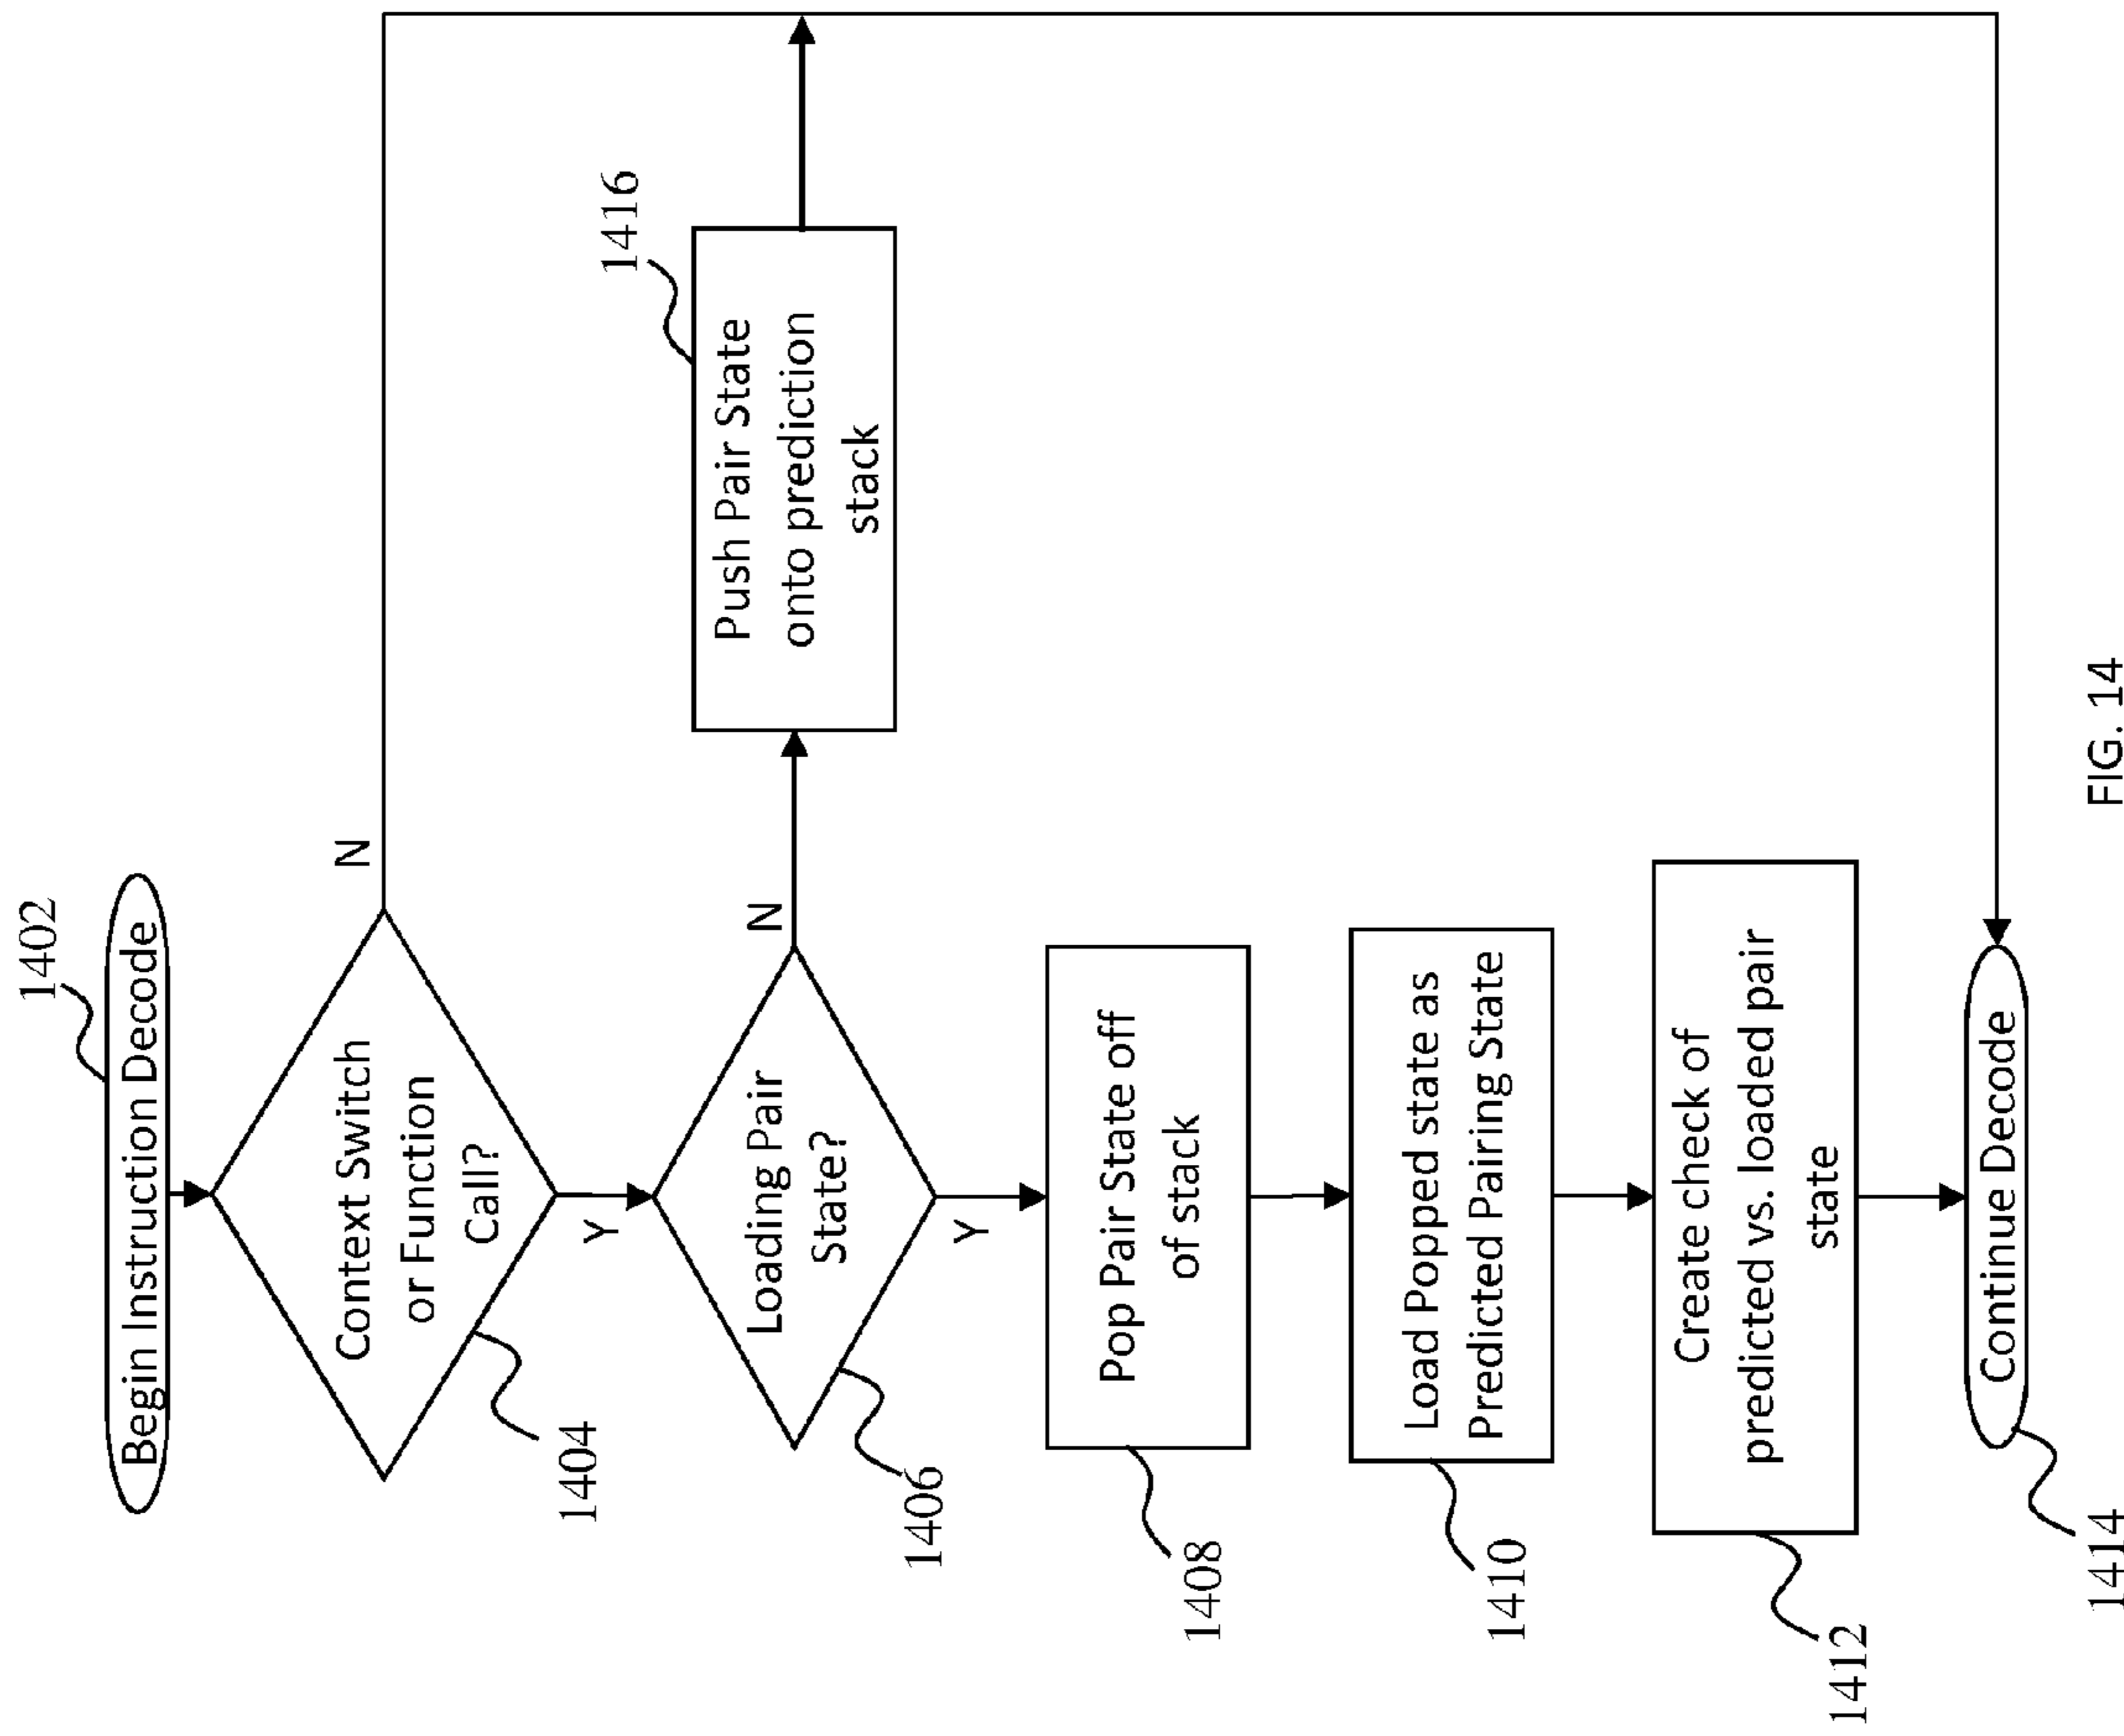 1402
Begin Instruction Decode
Context Switch
or Function
Call?
N
Y
1404
Loading Pair
State?
N
Y
1406
Push Pair State
onto prediction
stack
1416
Pop Pair State off
of stack
1408
Load Popped state as
Predicted Pairing State
1410
Create check of
predicted vs. loaded pair
state
1412
Continue Decode
1414
FIG. 14